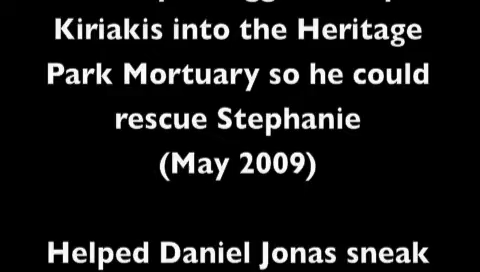 Kiriakis into the Heritage
Park Mortuary so he could
rescue Stephanie
(May 2009)
Helped Daniel Jonas sneak